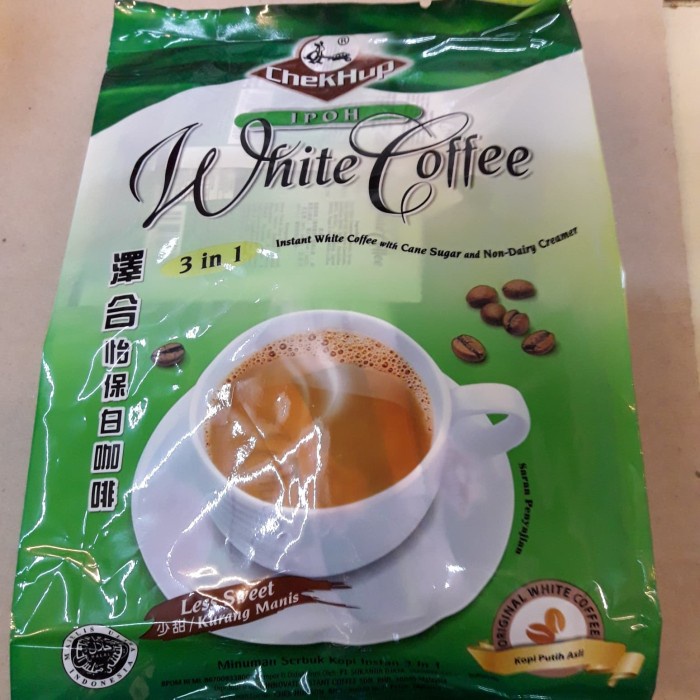 ®
ChekHup
IPOH
White Coffee
3 in 1
Instant White Coffee with Cane Sugar and Non-Dairy Creamer
澤合怡保白咖啡
Saran Penyajian
Less Sweet
少甜/Kurang Manis
ORIGINAL WHITE COFFEE
Kopi Putih Asli
INDONESIA
Minuman Serbuk Kopi Instan 3 in 1